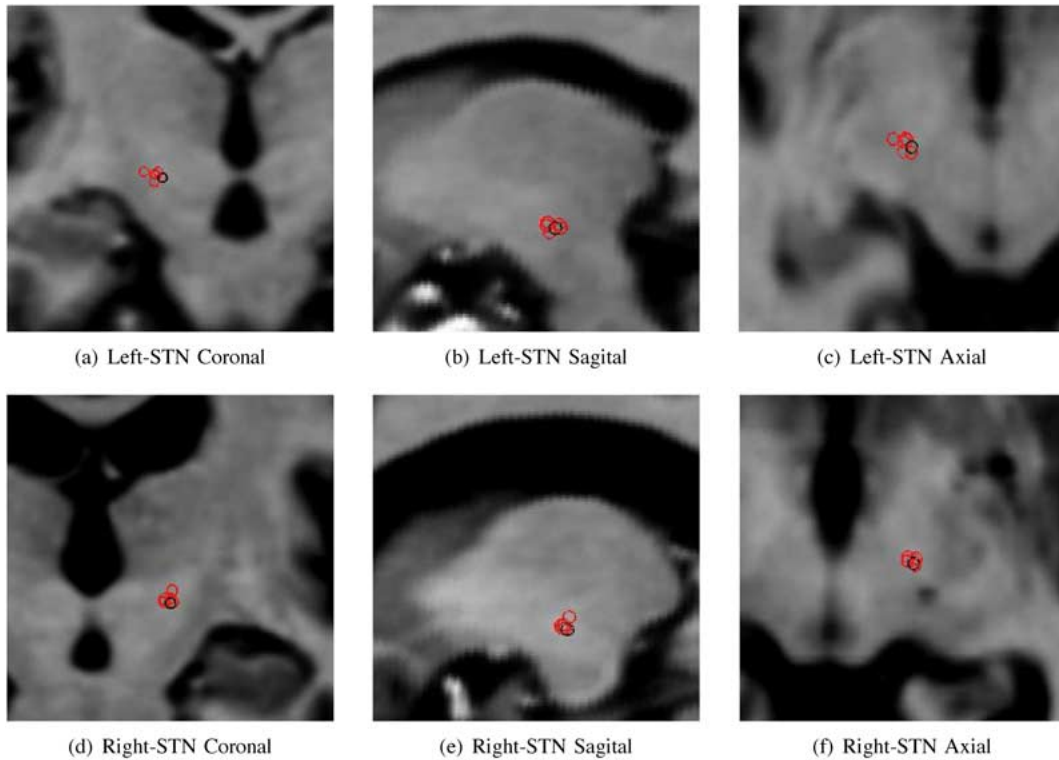 (a) Left-STN Coronal
(b) Left-STN Sagital
(c) Left-STN Axial
(d) Right-STN Coronal
(e) Right-STN Sagital
(f) Right-STN Axial